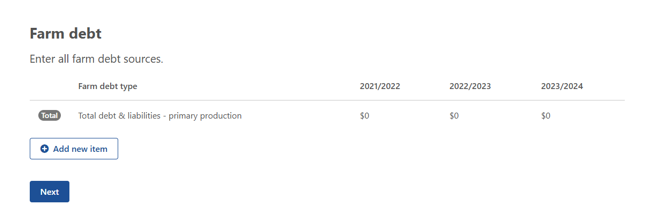 Farm debt
Enter all farm debt sources.
Farm debt type 2021/2022 2022/2023 2023/2024
Total Total debt & liabilities - primary production $0 $0 $0
Add new item
Next